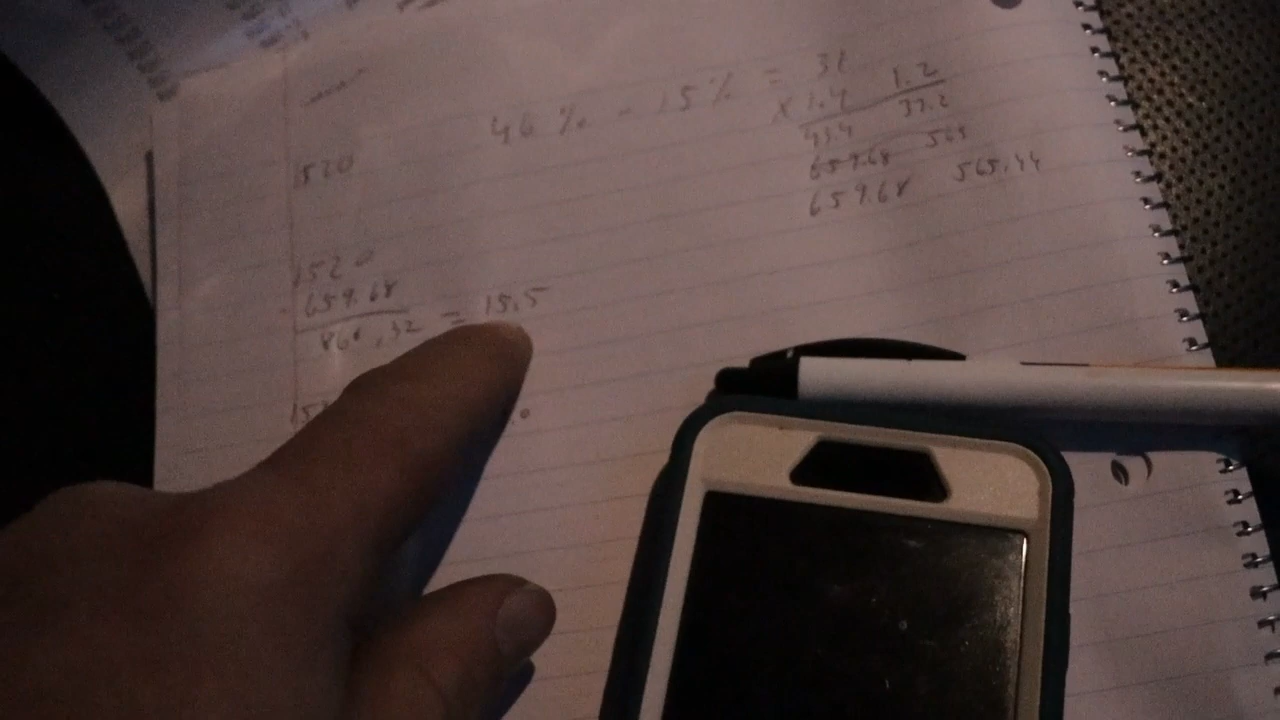 46 % - 15 % = 31
x 1.4 1.2
43.4 37.2
659.68 565
659.68 565.44
1520
1520
659.68
860.32 = 15.5